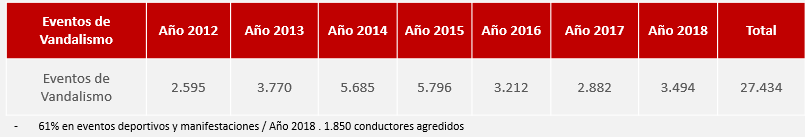 Eventos de Vandalismo Año 2012 Año 2013 Año 2014 Año 2015 Año 2016 Año 2017 Año 2018 Total
Eventos de Vandalismo 2.595 3.770 5.685 5.796 3.212 2.882 3.494 27.434
- 61% en eventos deportivos y manifestaciones / Año 2018 . 1.850 conductores agredidos